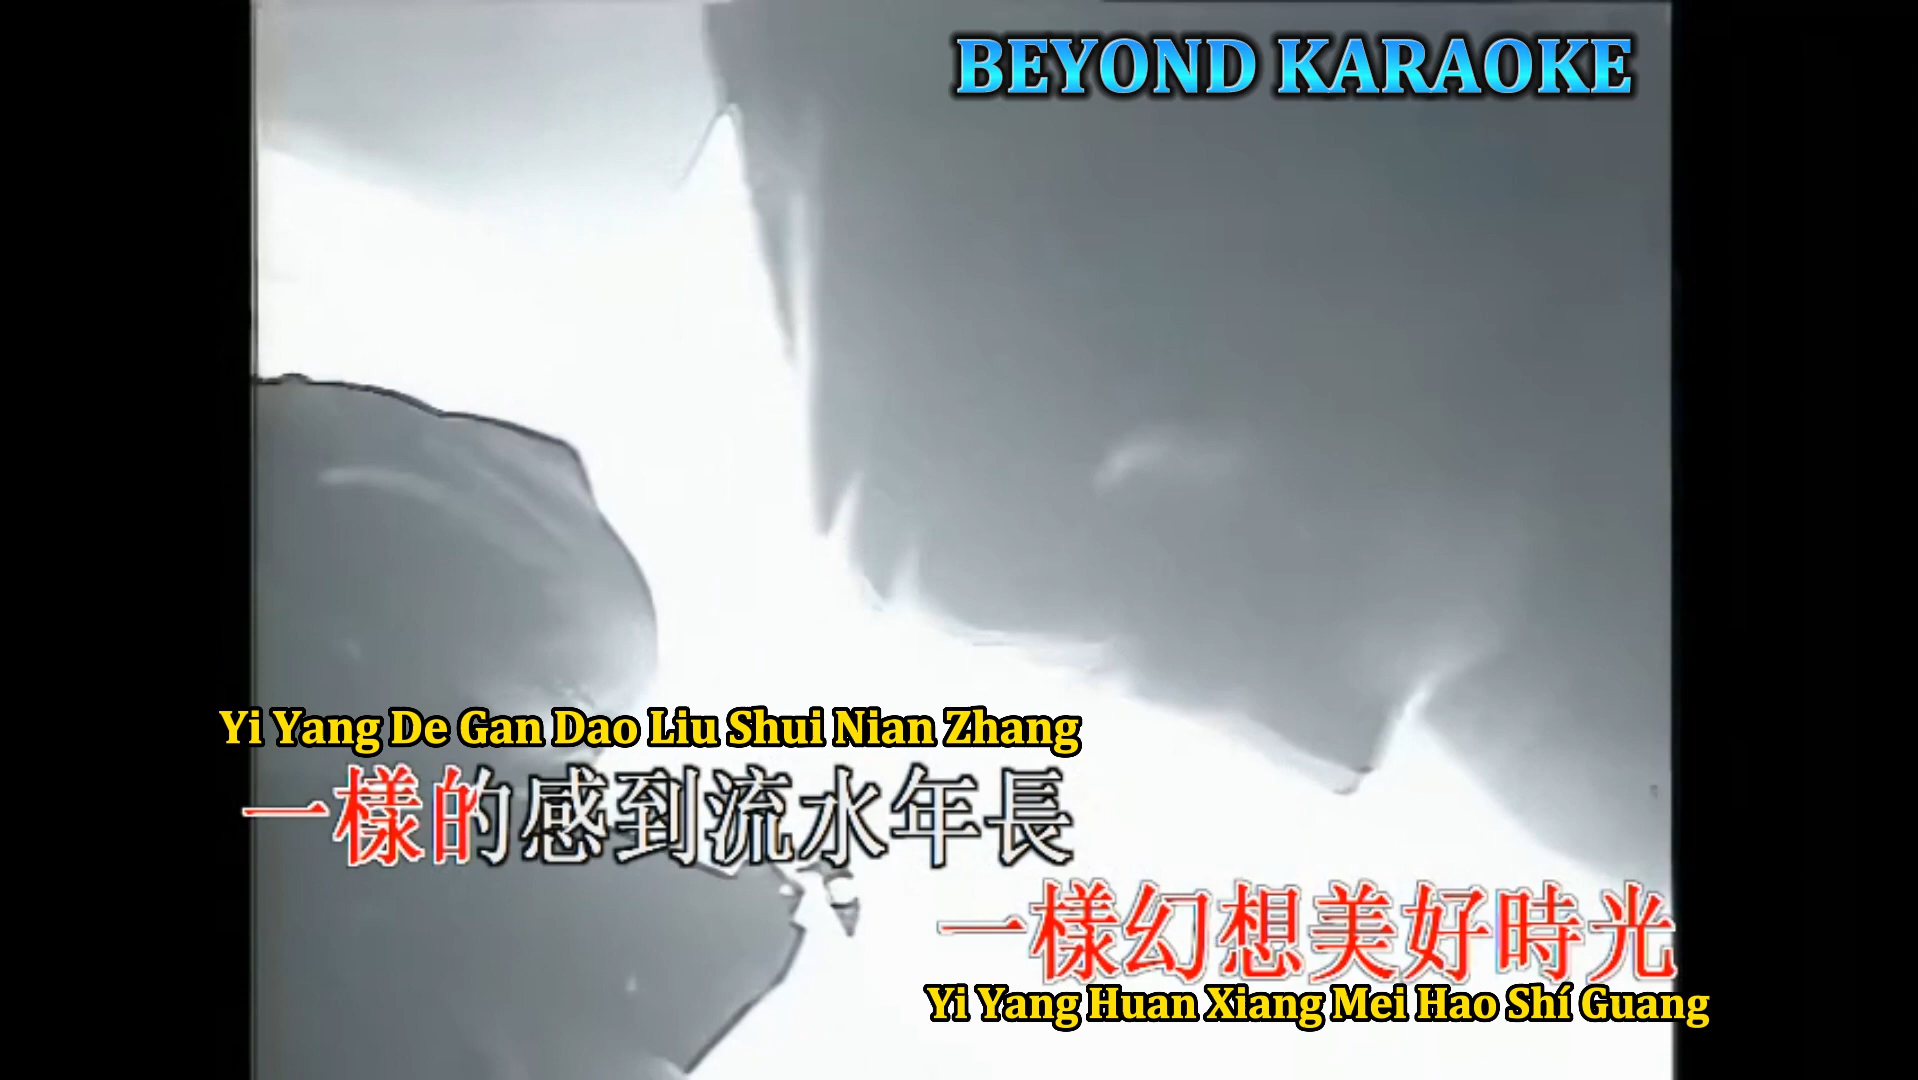 BEYOND KARAOKE
Yi Yang De Gan Dao Liu Shui Nian Zhang
一樣的感到流水年長
一樣幻想美好時光
Yi Yang Huan Xiang Mei Hao Shí Guang